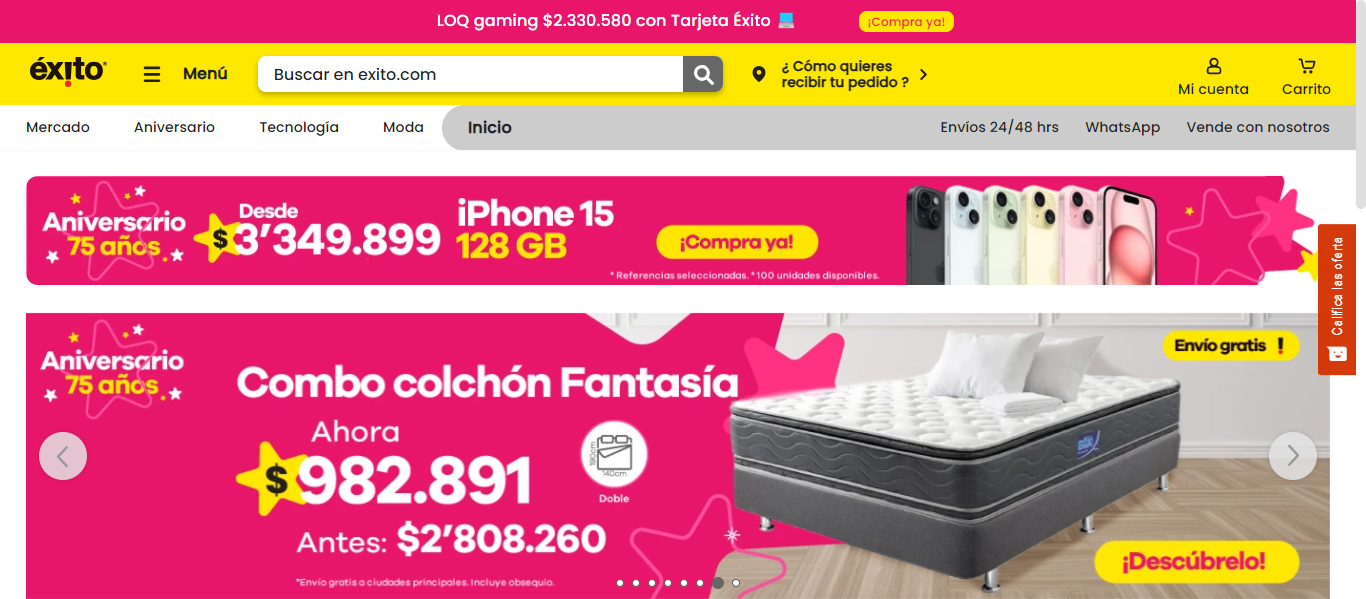 LOQ gaming $2.330.580 con Tarjeta Éxito
¡Compra ya!
éxito
Menú
Buscar en exito.com
¿ Cómo quieres
recibir tu pedido ?
Mi cuenta
Carrito
Mercado
Aniversario
Tecnología
Moda
Inicio
Envíos 24/48 hrs
WhatsApp
Vende con nosotros
Aniversario
75 años
Desde
$3'349.899
iPhone 15
128 GB
¡Compra ya!
* Referencias seleccionadas. *100 unidades disponibles.
Califica las oferta
Aniversario
75 años
Combo colchón Fantasía
Ahora
$982.891
Antes: $2'808.260
190cm
140cm
Doble
*Envío gratis a ciudades principales. Incluye obsequio.
Envío gratis !
¡Descúbrelo!